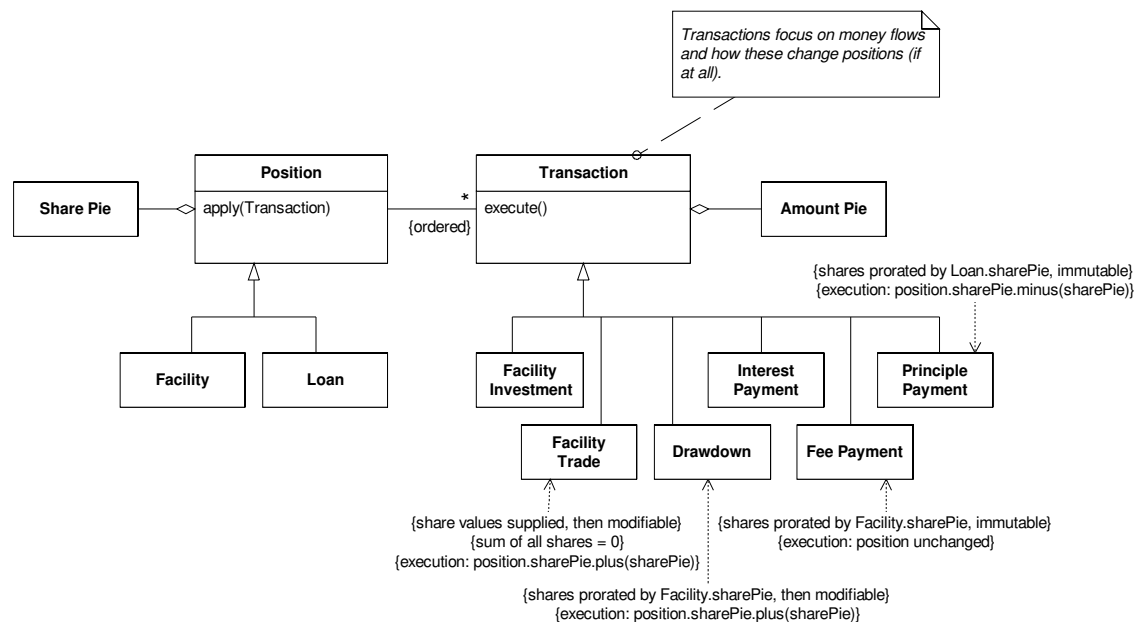 Transactions focus on money flows
and how these change positions (if
at all).
Position
Transaction
Share Pie
apply(Transaction)
*
{ordered}
execute()
Amount Pie
{shares prorated by Loan.sharePie, immutable}
{execution: position.sharePie.minus(sharePie)}
Facility
Loan
Facility
Investment
Interest
Payment
Principle
Payment
Facility
Trade
Drawdown
Fee Payment
{share values supplied, then modifiable}
{sum of all shares = 0}
{execution: position.sharePie.plus(sharePie)}
{shares prorated by Facility.sharePie, immutable}
{execution: position unchanged}
{shares prorated by Facility.sharePie, then modifiable}
{execution: position.sharePie.plus(sharePie)}